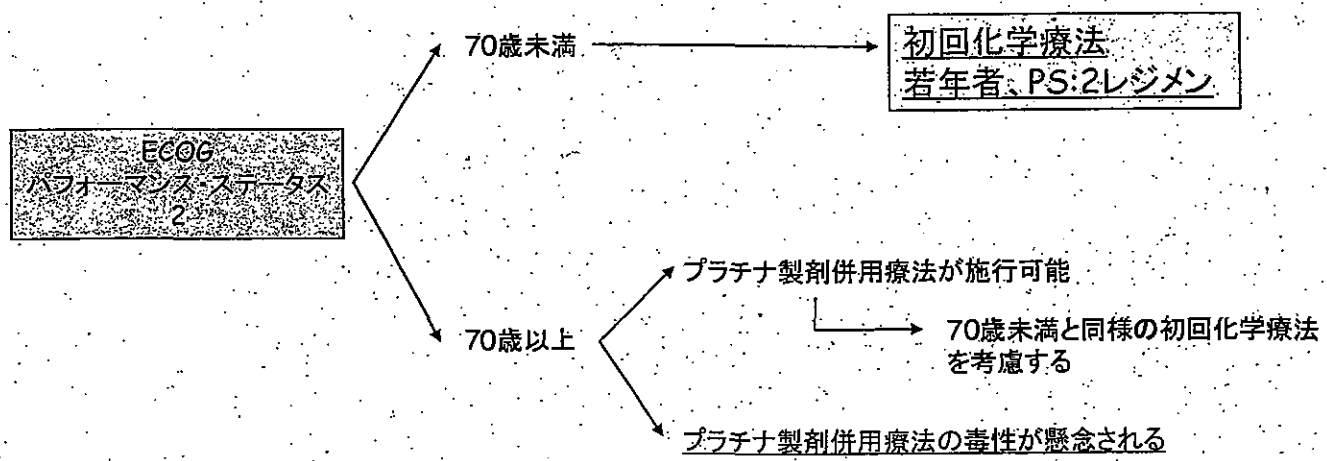 70歳未満
初回化学療法
若年者、PS:2レジメン
ECOG
パフォーマンス・ステータス
2
プラチナ製剤併用療法が施行可能
70歳以上
70歳未満と同様の初回化学療法
を考慮する
プラチナ製剤併用療法の毒性が懸念される